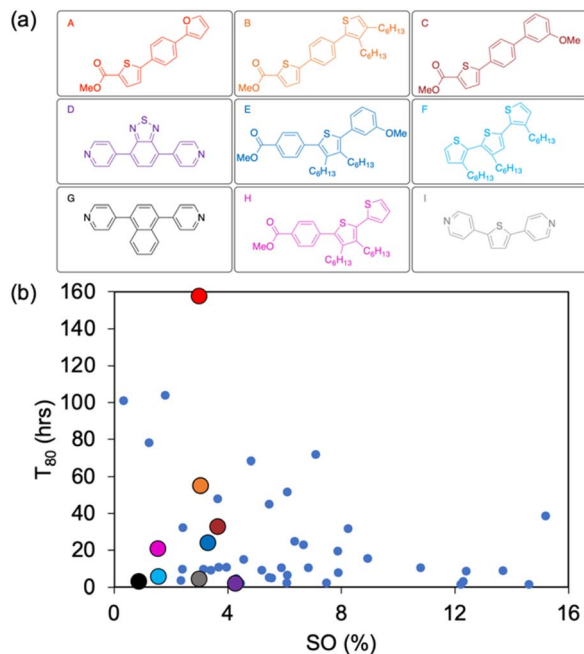 (a)
A
O
S
O
MeO
B
S
C6H13
C6H13
S
O
MeO
C
OMe
S
O
MeO
D
S
N N
N N
E
O
MeO
S
OMe
C6H13 C6H13
F
S
S
S
C6H13
C6H13
C6H13
G
N N
H
S
S
O
MeO
C6H13 C6H13
I
N S N
(b)
160
140
120
100
80
60
40
20
0
T80 (hrs)
0 4 8 12 16
SO (%)